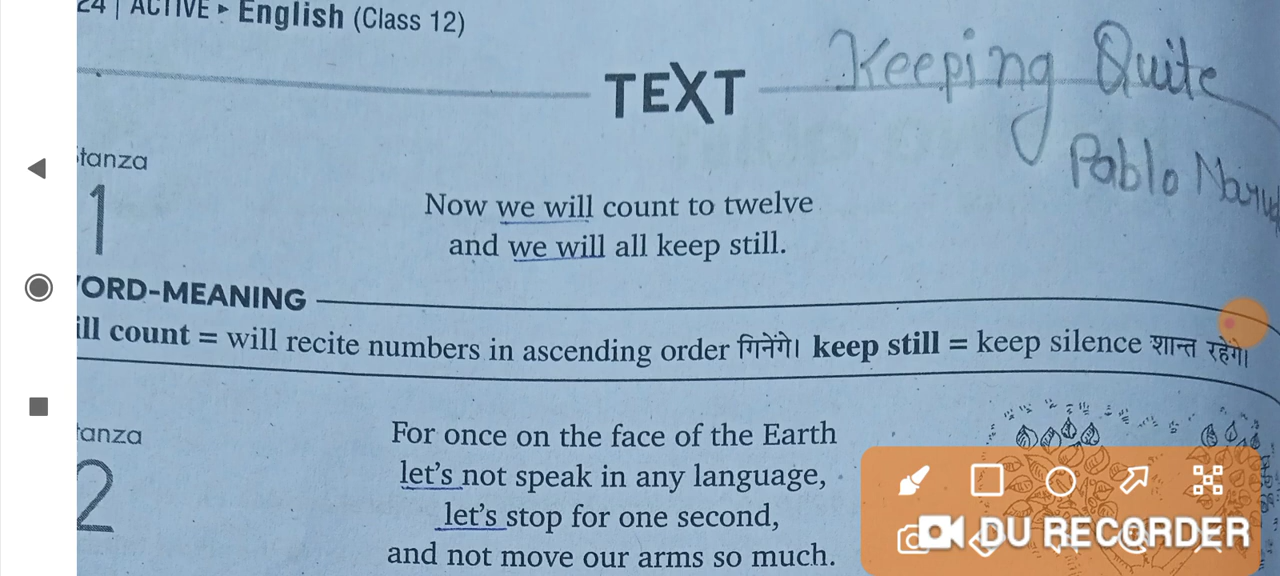 24 | ACTIVE ▸ English (Class 12)
TEXT
Keeping Quite
Pablo
tanza
1
Now we will count to twelve
and we will all keep still.
ORD-MEANING
ill count = will recite numbers in ascending order गिनेंगे। keep still = keep silence शान्त रहेंगे।
tanza
2
For once on the face of the Earth
let's not speak in any language,
let's stop for one second,
and not move our arms so much.
DU RECORDER